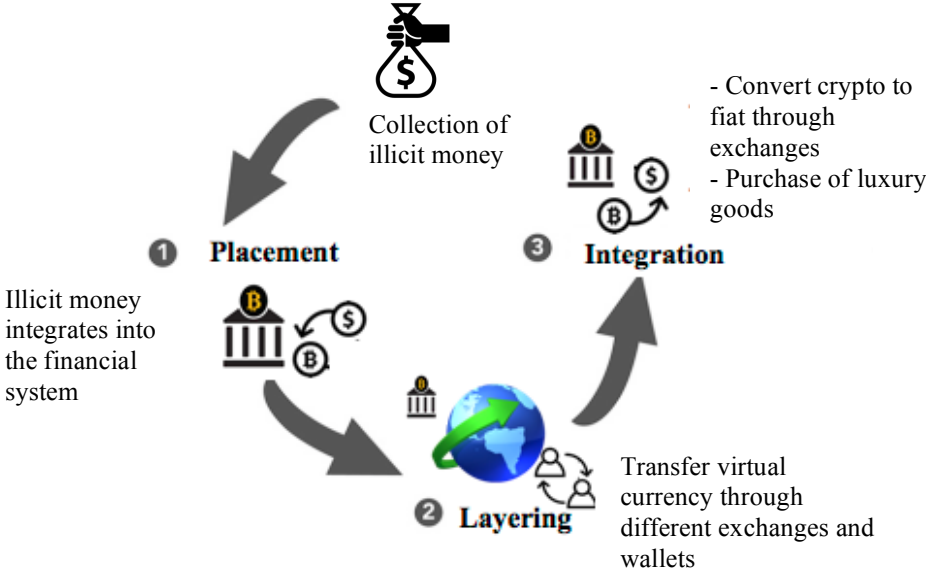 $
Collection of
illicit money
1 Placement
Illicit money
integrates into
the financial
system
B
$
B
B
2 Layering
Transfer virtual
currency through
different exchanges and
wallets
3 Integration
B
$
B
- Convert crypto to
fiat through
exchanges
- Purchase of luxury
goods